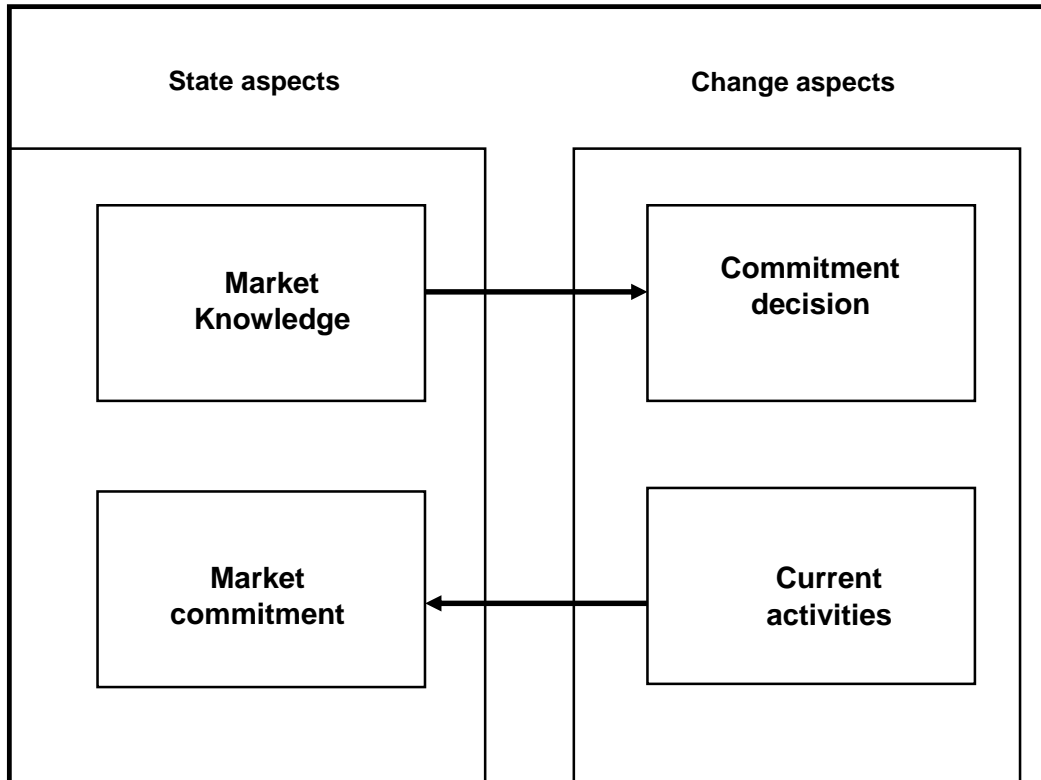 State aspects
Change aspects
Market
Knowledge
Commitment
decision
Market
commitment
Current
activities